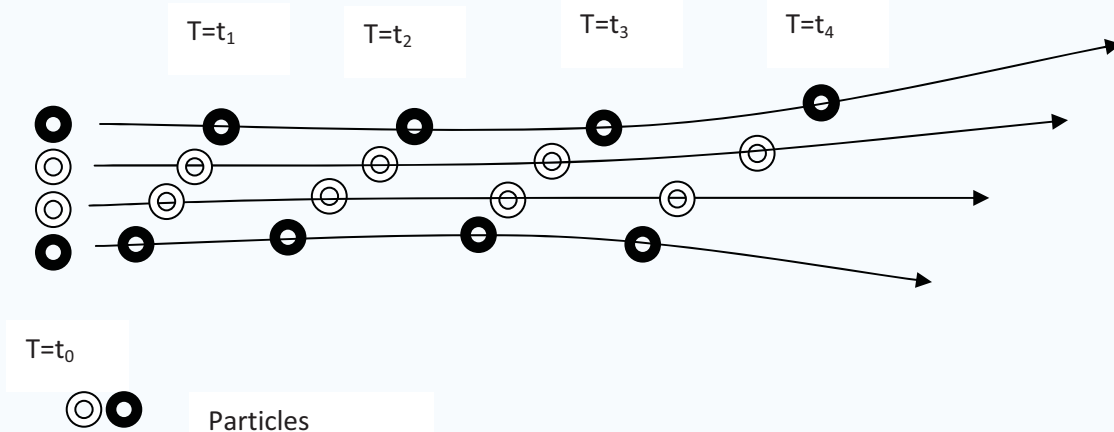 T=t₁
T=t₂
T=t₃
T=t₄
T=t₀
Particles